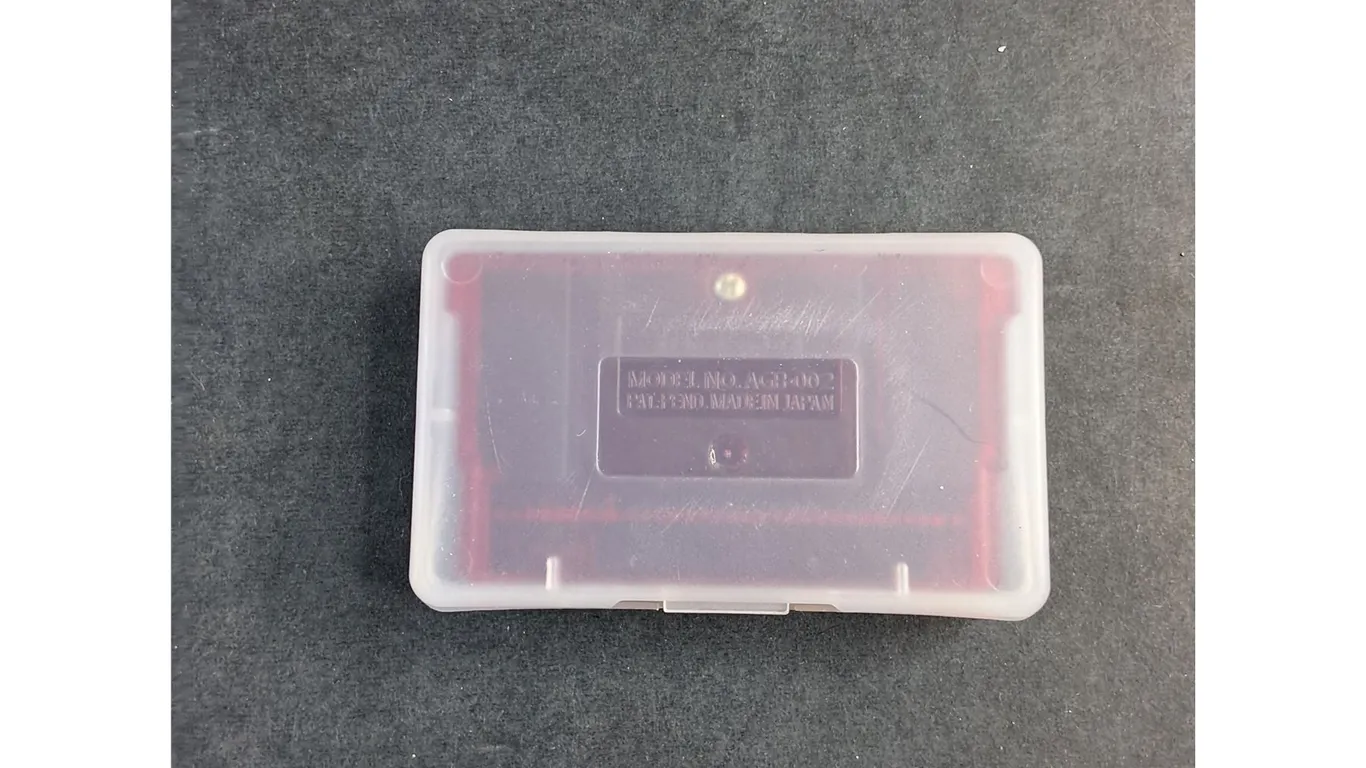 MODEL NO. AGB-002
PAT. PEND. MADE IN JAPAN